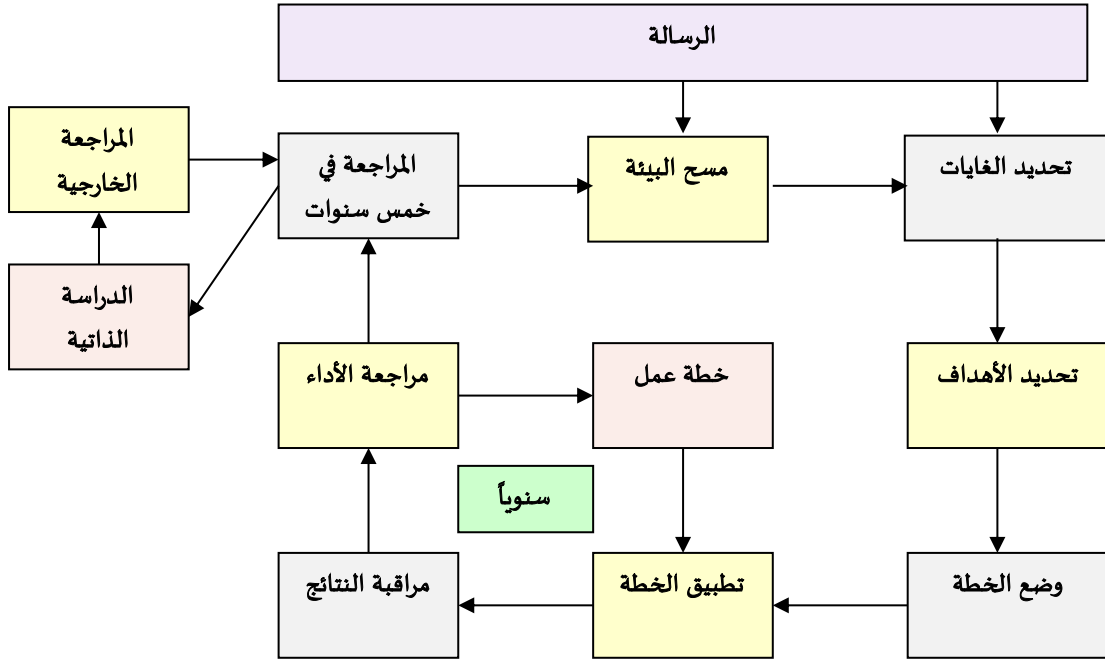 الرسالة
تحديد الغايات
مسح البيئة
المراجعة في
خمس سنوات
المراجعة
الخارجية
الدراسة
الذاتية
تحديد الأهداف
خطة عمل
مراجعة الأداء
سنوياً
وضع الخطة
تطبيق الخطة
مراقبة النتائج